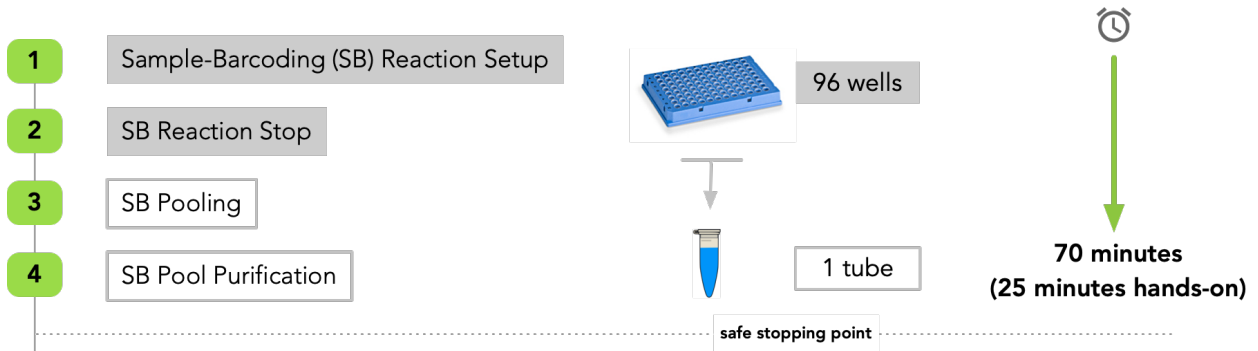 1
Sample-Barcoding (SB) Reaction Setup
96 wells
2
SB Reaction Stop
3
SB Pooling
4
SB Pool Purification
1 tube
70 minutes
(25 minutes hands-on)
safe stopping point